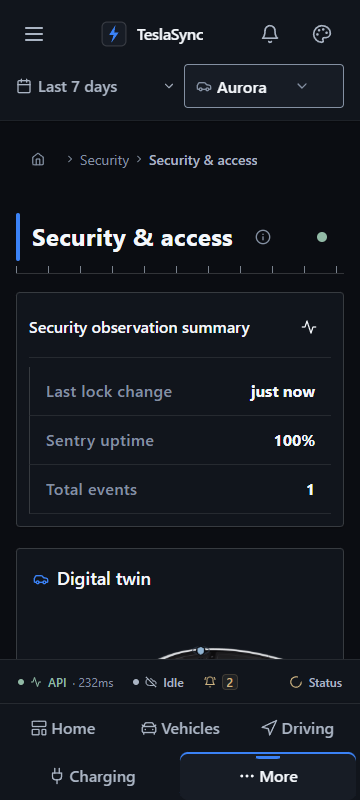 TeslaSync
Last 7 days
Aurora
Security
Security & access
Security & access
Security observation summary
Last lock change just now
Sentry uptime 100%
Total events 1
Digital twin
API · 232ms Idle 2 Status
Home Vehicles Driving
Charging More